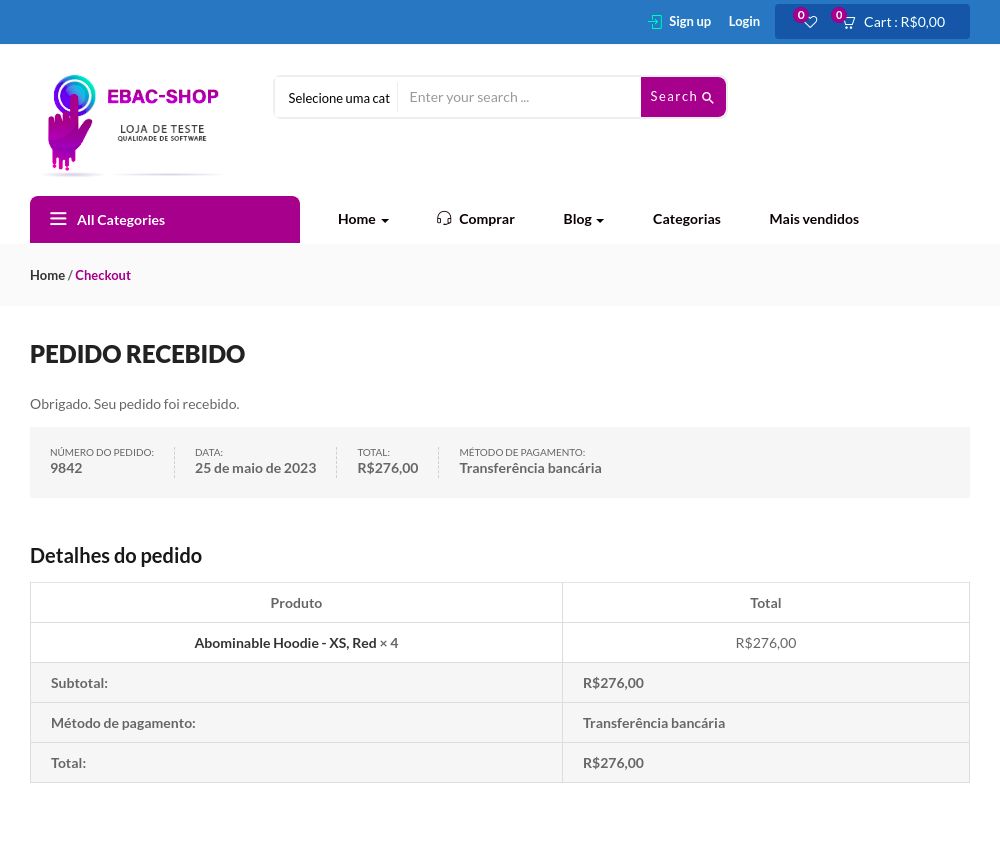 Sign up Login 0 0 Cart : R$0,00
EBAC-SHOP
LOJA DE TESTE
QUALIDADE DE SOFTWARE
Selecione uma cat Enter your search ... Search
All Categories Home Comprar Blog Categorias Mais vendidos
Home / Checkout
PEDIDO RECEBIDO
Obrigado. Seu pedido foi recebido.
NÚMERO DO PEDIDO: DATA: TOTAL: MÉTODO DE PAGAMENTO:
9842 25 de maio de 2023 R$276,00 Transferência bancária
Detalhes do pedido
Produto Total
Abominable Hoodie - XS, Red × 4 R$276,00
Subtotal: R$276,00
Método de pagamento: Transferência bancária
Total: R$276,00